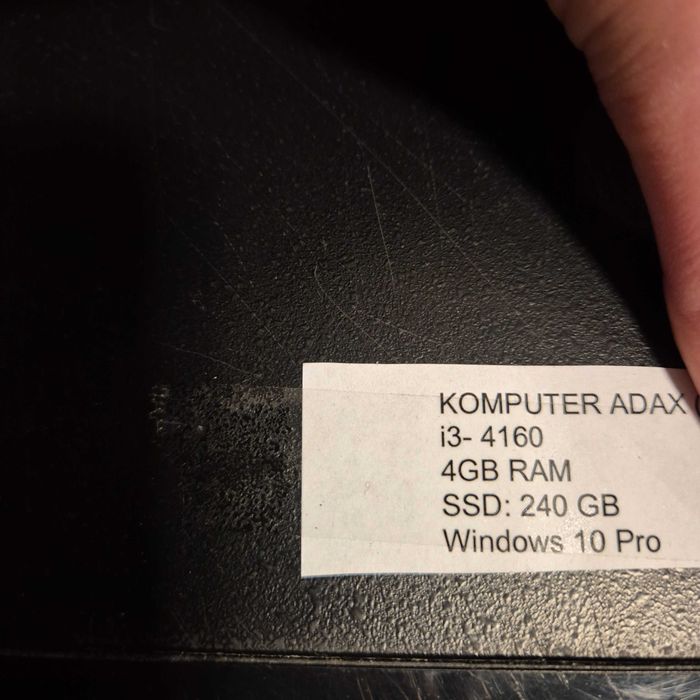 KOMPUTER ADAX
i3- 4160
4GB RAM
SSD: 240 GB
Windows 10 Pro